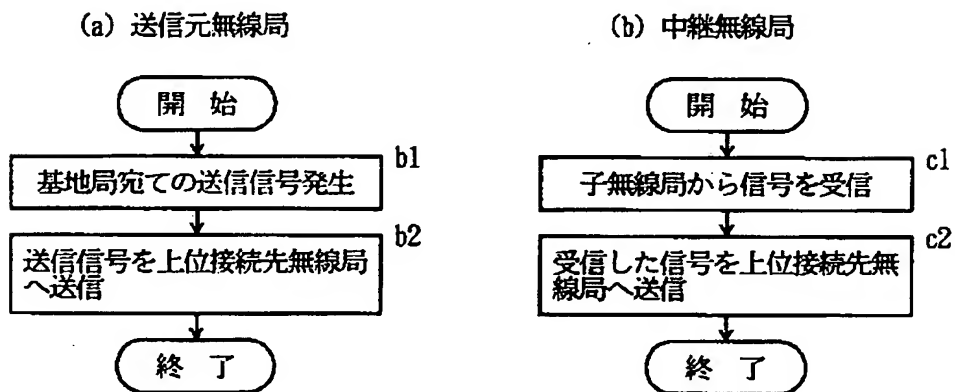 (a) 送信元無線局
開 始
b1
基地局宛ての送信信号発生
b2
送信信号を上位接続先無線局
へ送信
終 了
(b) 中継無線局
開 始
c1
子無線局から信号を受信
c2
受信した信号を上位接続先無
線局へ送信
終 了